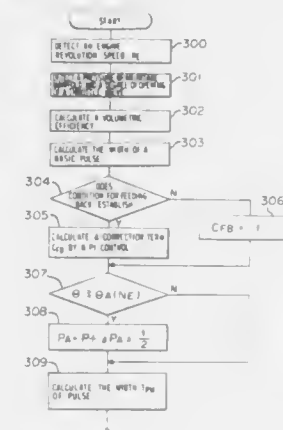 START
DETECT AN ENGINE
REVOLUTION SPEED NE
300
301
CALCULATE A VOLUMETRIC
EFFICIENCY
302
CALCULATE THE WIDTH OF A
BASIC PULSE
303
304
DOES
CONDITION FOR FEEDING
BACK ESTABLISH
N
Y
305
CALCULATE A CORRECTION TERM
CFB BY A PI CONTROL
306
CFB = 1
307
N
Y
308
309
CALCULATE THE WIDTH TPW
OF PULSE